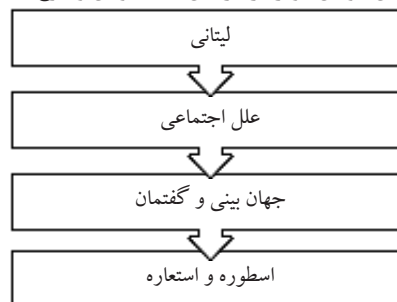 لیتانی
علل اجتماعی
جهان بینی و گفتمان
اسطوره و استعاره